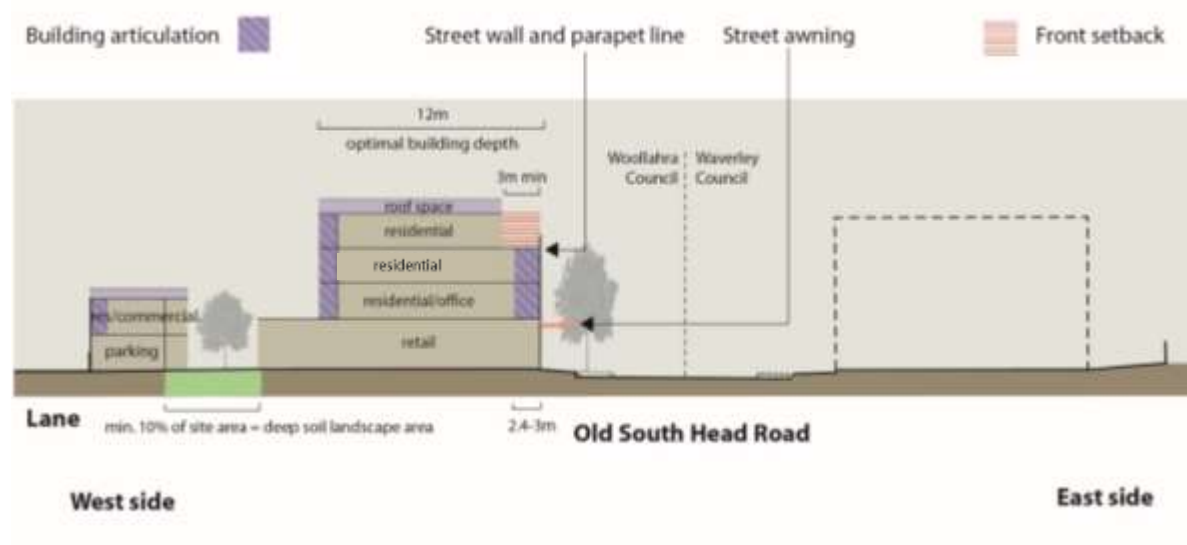 Building articulation
Street wall and parapet line
Street awning
Front setback
12m
optimal building depth
3m min
Woollahra
Council
Waverley
Council
roof space
residential
residential
residential/office
retail
res/commercial
parking
Lane
min. 10% of site area = deep soil landscape area
2.4-3m
Old South Head Road
West side
East side